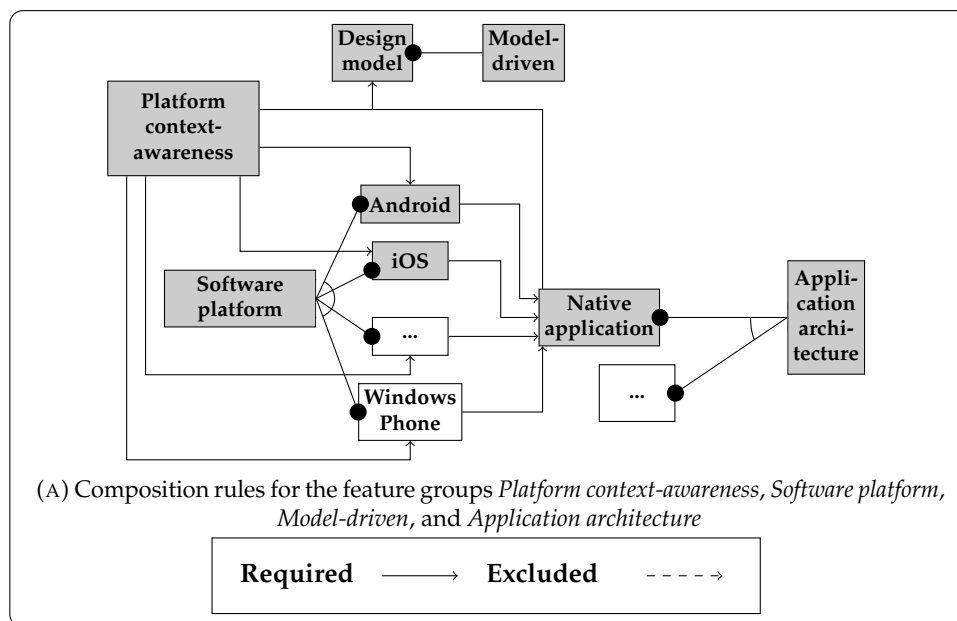 Design
model
Model-
driven
Platform
context-
awareness
Android
iOS
Software
platform
...
Windows
Phone
Native
application
Appli-
cation
archi-
tecture
...
(A) Composition rules for the feature groups Platform context-awareness, Software platform,
Model-driven, and Application architecture
Required
Excluded